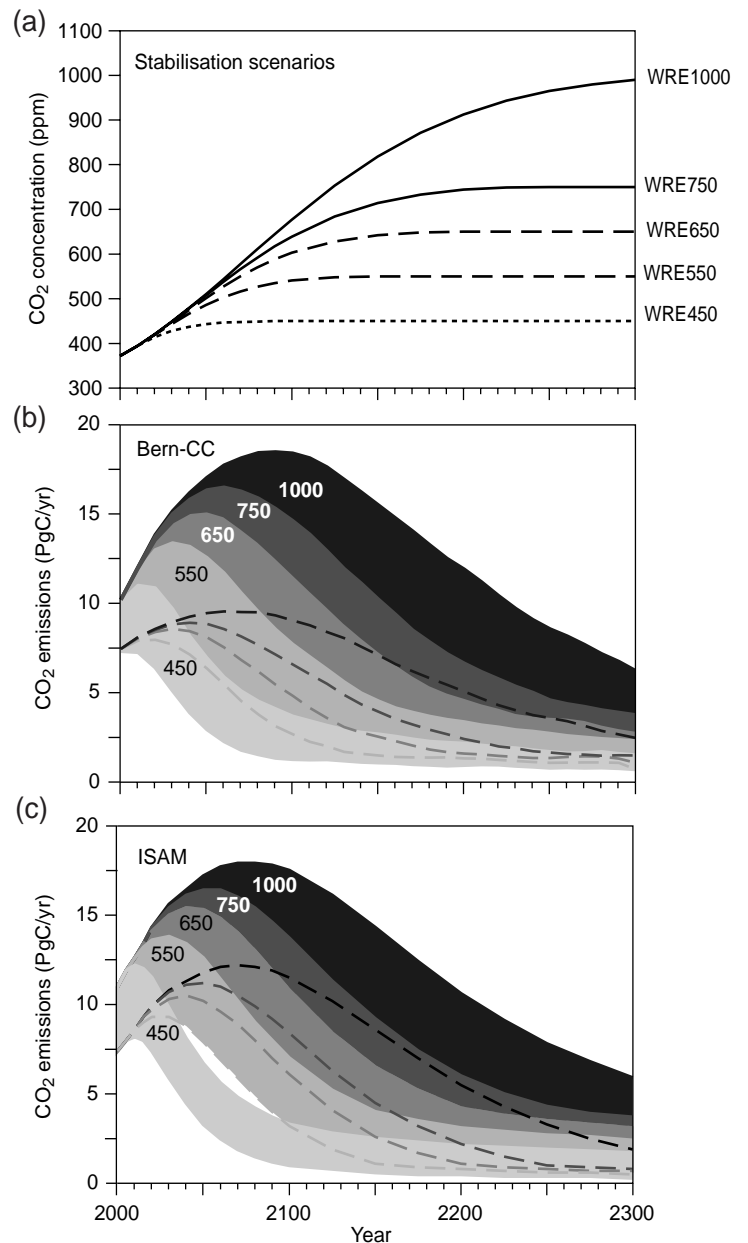 (a)
1100
1000
900
800
700
600
500
400
300
CO2 concentration (ppm)
Stabilisation scenarios
WRE1000
WRE750
WRE650
WRE550
WRE450
(b)
20
15
10
5
0
CO2 emissions (PgC/yr)
Bern-CC
1000
750
650
550
450
(c)
20
15
10
5
0
CO2 emissions (PgC/yr)
ISAM
1000
750
650
550
450
2000
2100
2200
2300
Year